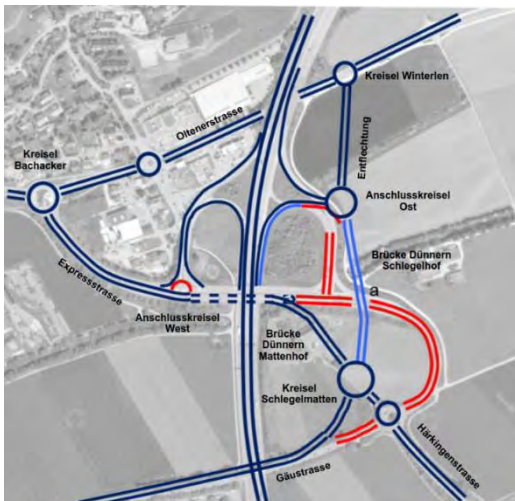 Kreisel Winterlen
Oltenerstrasse
Kreisel
Bachacker
Entflechtung
Anschlusskreisel
Ost
Expressstrasse
Brücke Dünnern
Schlegelhof
a
Anschlusskreisel
West
Brücke
Dünnern
Mattenhof
Kreisel
Schlegelmatten
Härkingenstrasse
Gäustrasse